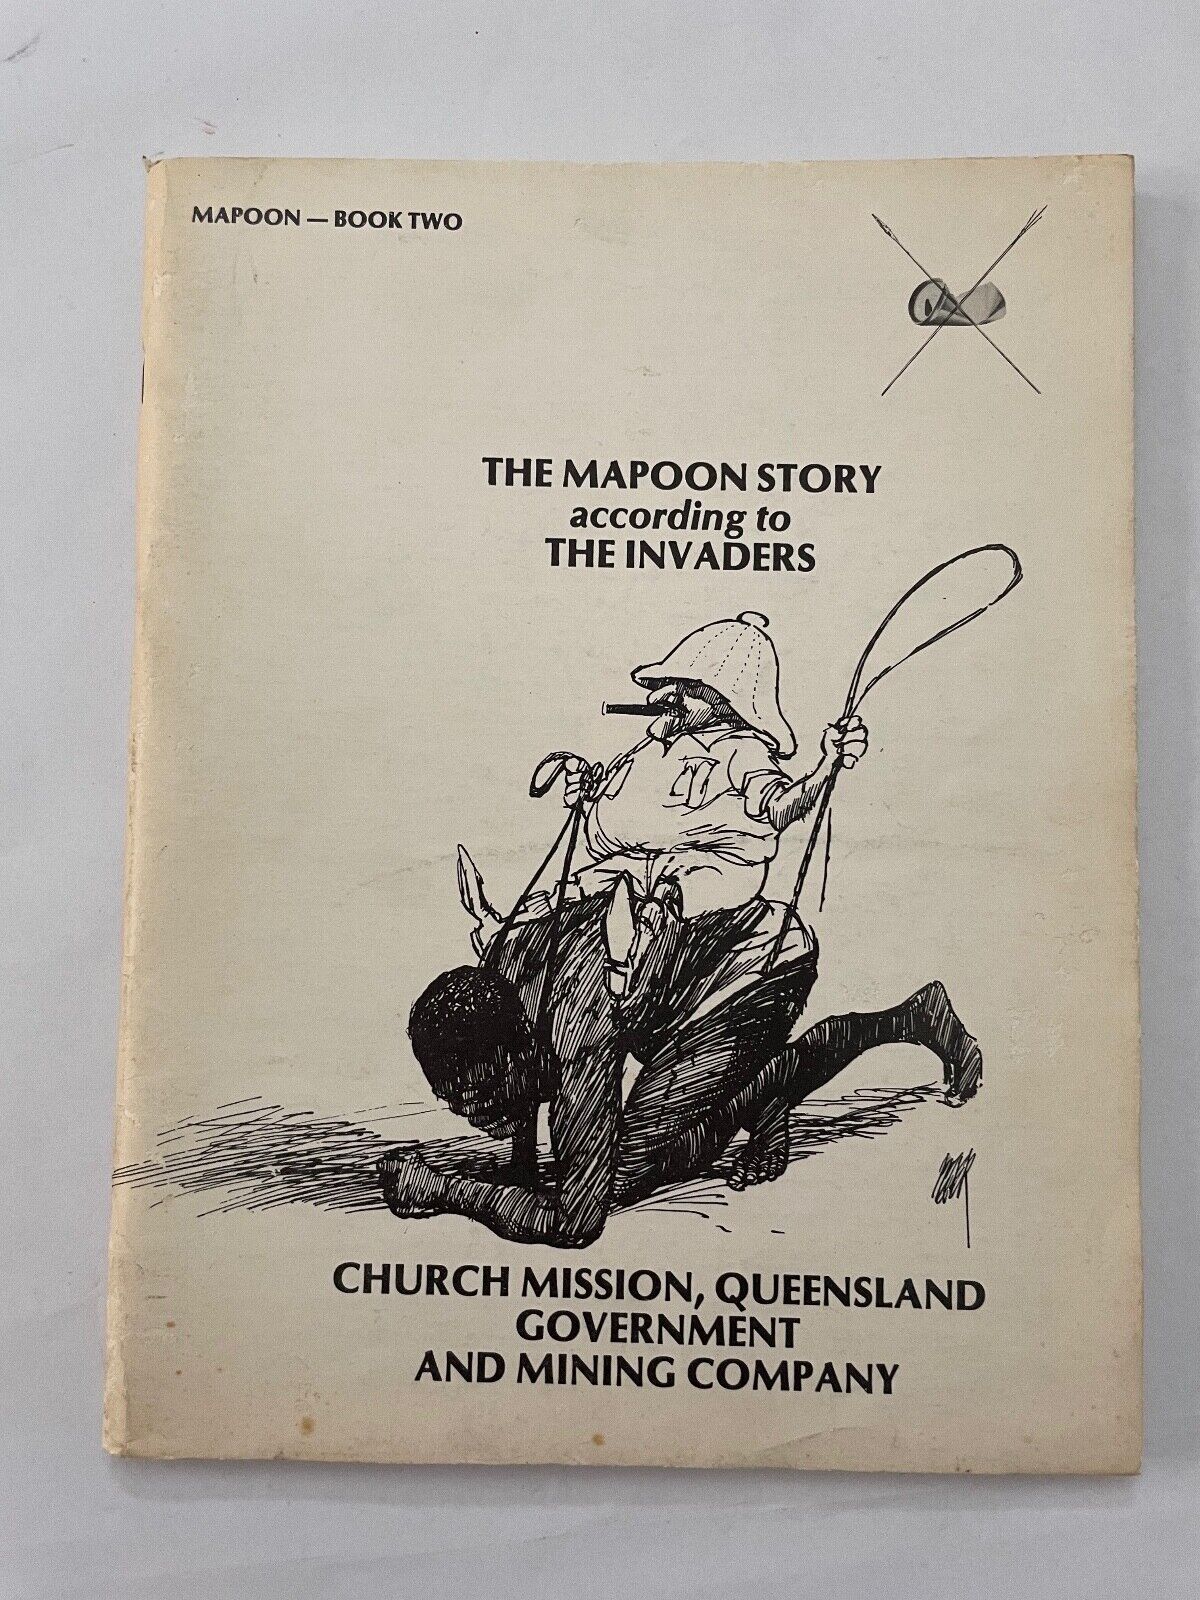 MAPOON — BOOK TWO
THE MAPOON STORY
according to
THE INVADERS
CHURCH MISSION, QUEENSLAND
GOVERNMENT
AND MINING COMPANY